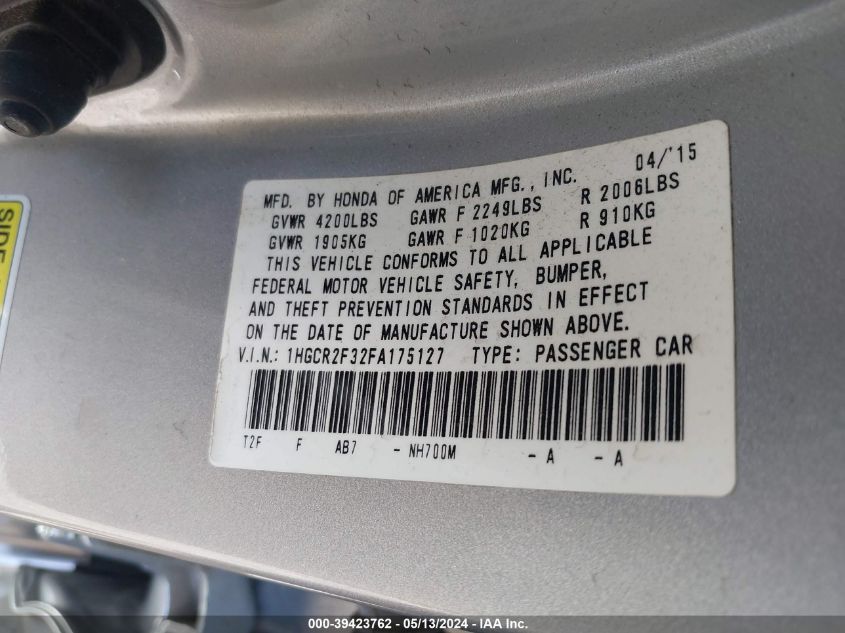 SIDE
04/'15
MFD. BY HONDA OF AMERICA MFG., INC.
GVWR 4200LBS GAWR F 2249LBS R 2006LBS
GVWR 1905KG GAWR F 1020KG R 910KG
THIS VEHICLE CONFORMS TO ALL APPLICABLE
FEDERAL MOTOR VEHICLE SAFETY, BUMPER,
AND THEFT PREVENTION STANDARDS IN EFFECT
ON THE DATE OF MANUFACTURE SHOWN ABOVE.
V.I.N.: 1HGCR2F32FA175127 TYPE: PASSENGER CAR
T2F F AB7 - NH700M - A - A
000-39423762 - 05/13/2024 - IAA Inc.